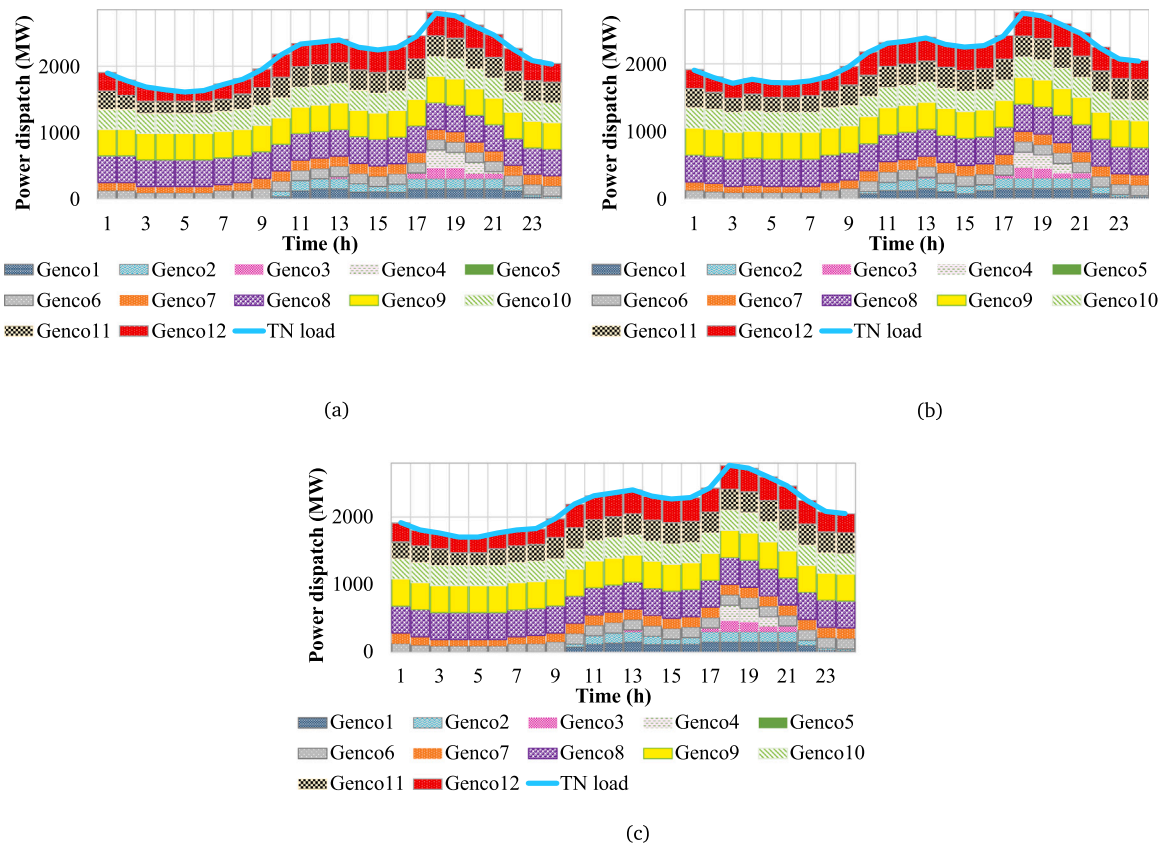 Power dispatch (MW)
2000
1000
0
1 3 5 7 9 11 13 15 17 19 21 23
Time (h)
Genco1 Genco2 Genco3 Genco4 Genco5
Genco6 Genco7 Genco8 Genco9 Genco10
Genco11 Genco12 TN load
(a)
Power dispatch (MW)
2000
1000
0
1 3 5 7 9 11 13 15 17 19 21 23
Time (h)
Genco1 Genco2 Genco3 Genco4 Genco5
Genco6 Genco7 Genco8 Genco9 Genco10
Genco11 Genco12 TN load
(b)
Power dispatch (MW)
2000
1000
0
1 3 5 7 9 11 13 15 17 19 21 23
Time (h)
Genco1 Genco2 Genco3 Genco4 Genco5
Genco6 Genco7 Genco8 Genco9 Genco10
Genco11 Genco12 TN load
(c)